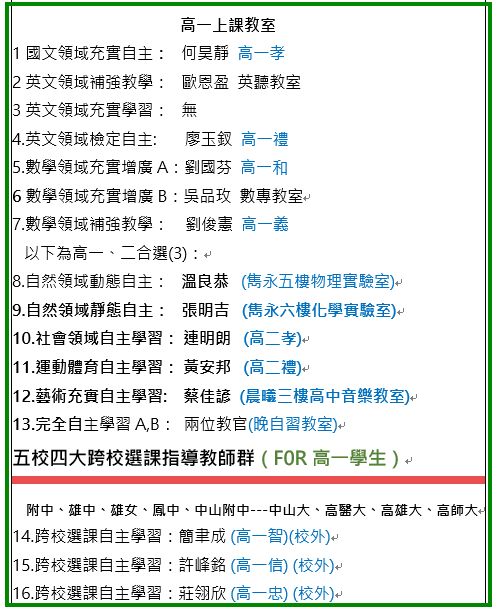 高一上課教室
1 國文領域充實自主： 何昊靜 高一孝
2 英文領域補強教學： 歐恩盈 英聽教室
3 英文領域充實學習： 無
4.英文領域檢定自主: 廖玉釵 高一禮
5.數學領域充實增廣 A：劉國芬 高一和
6 數學領域充實增廣 B：吳品玫 數專教室
7.數學領域補強教學： 劉俊憲 高一義
以下為高一、二合選(3)：
8.自然領域動態自主： 溫良恭 (雋永五樓物理實驗室)
9.自然領域靜態自主： 張明吉 (雋永六樓化學實驗室)
10.社會領域自主學習： 連明朗 (高二孝)
11.運動體育自主學習： 黃安邦 (高二禮)
12.藝術充實自主學習: 蔡佳諺 (晨曦三樓高中音樂教室)
13.完全自主學習 A,B： 兩位教官(晚自習教室)
五校四大跨校選課指導教師群（FOR 高一學生）
附中、雄中、雄女、鳳中、中山附中---中山大、高醫大、高雄大、高師大
14.跨校選課自主學習：簡聿成 (高一智)(校外)
15.跨校選課自主學習：許峰銘 (高一信) (校外)
16.跨校選課自主學習：莊翎欣 (高一忠) (校外)